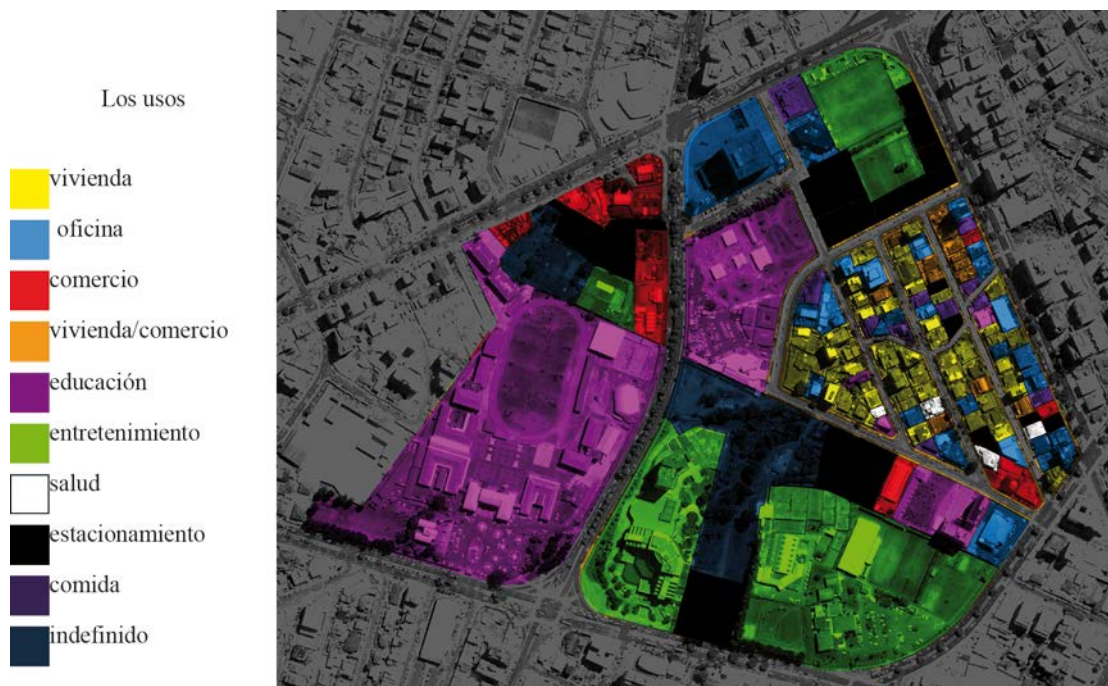 Los usos
vivienda
oficina
comercio
vivienda/comercio
educación
entretenimiento
salud
estacionamiento
comida
indefinido